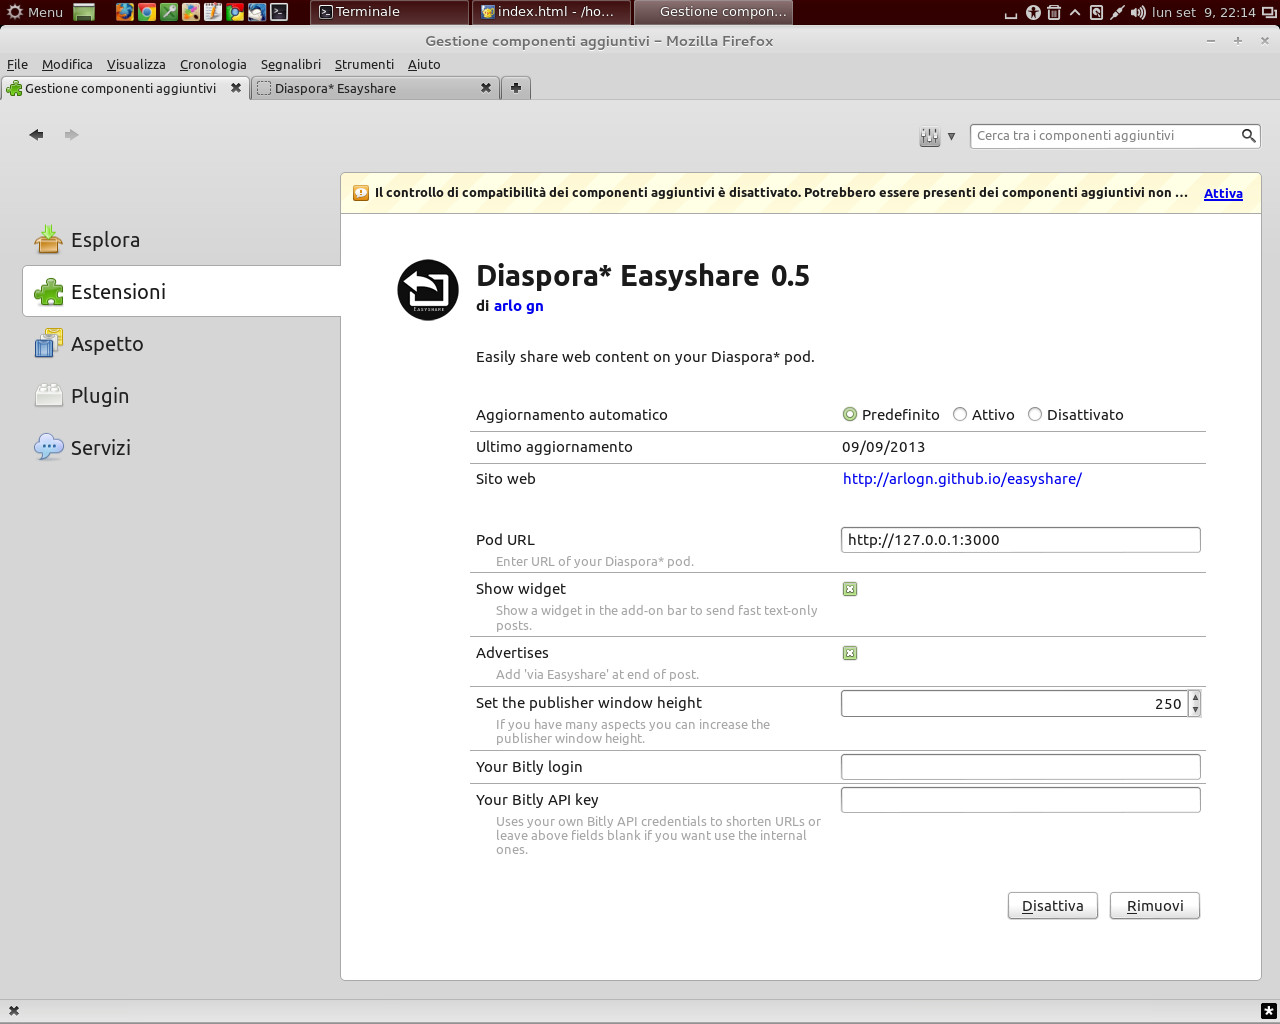 Menu
Terminale
index.html - /ho...
Gestione compon...
lun set  9, 22:14
Gestione componenti aggiuntivi - Mozilla Firefox
File Modifica Visualizza Cronologia Segnalibri Strumenti Aiuto
Gestione componenti aggiuntivi
Diaspora* Esayshare
Cerca tra i componenti aggiuntivi
Il controllo di compatibilità dei componenti aggiuntivi è disattivato. Potrebbero essere presenti dei componenti aggiuntivi non ... Attiva
Esplora
Estensioni
Aspetto
Plugin
Servizi
EASYSHARE
Diaspora* Easyshare 0.5
di arlo gn
Easily share web content on your Diaspora* pod.
Aggiornamento automatico Predefinito Attivo Disattivato
Ultimo aggiornamento 09/09/2013
Sito web http://arlogn.github.io/easyshare/
Pod URL http://127.0.0.1:3000
Enter URL of your Diaspora* pod.
Show widget
Show a widget in the add-on bar to send fast text-only
posts.
Advertises
Add 'via Easyshare' at end of post.
Set the publisher window height 250
If you have many aspects you can increase the
publisher window height.
Your Bitly login
Your Bitly API key
Uses your own Bitly API credentials to shorten URLs or
leave above fields blank if you want use the internal
ones.
Disattiva Rimuovi